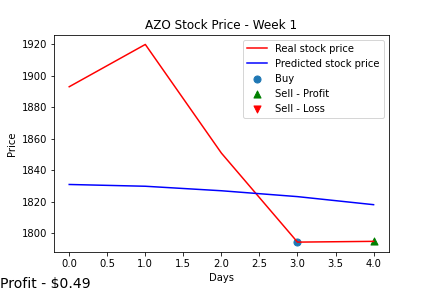 AZO Stock Price - Week 1
Real stock price
Predicted stock price
Buy
Sell - Profit
Sell - Loss
1920
1900
1880
1860
1840
1820
1800
Price
0.0 0.5 1.0 1.5 2.0 2.5 3.0 3.5 4.0
Days
Profit - $0.49